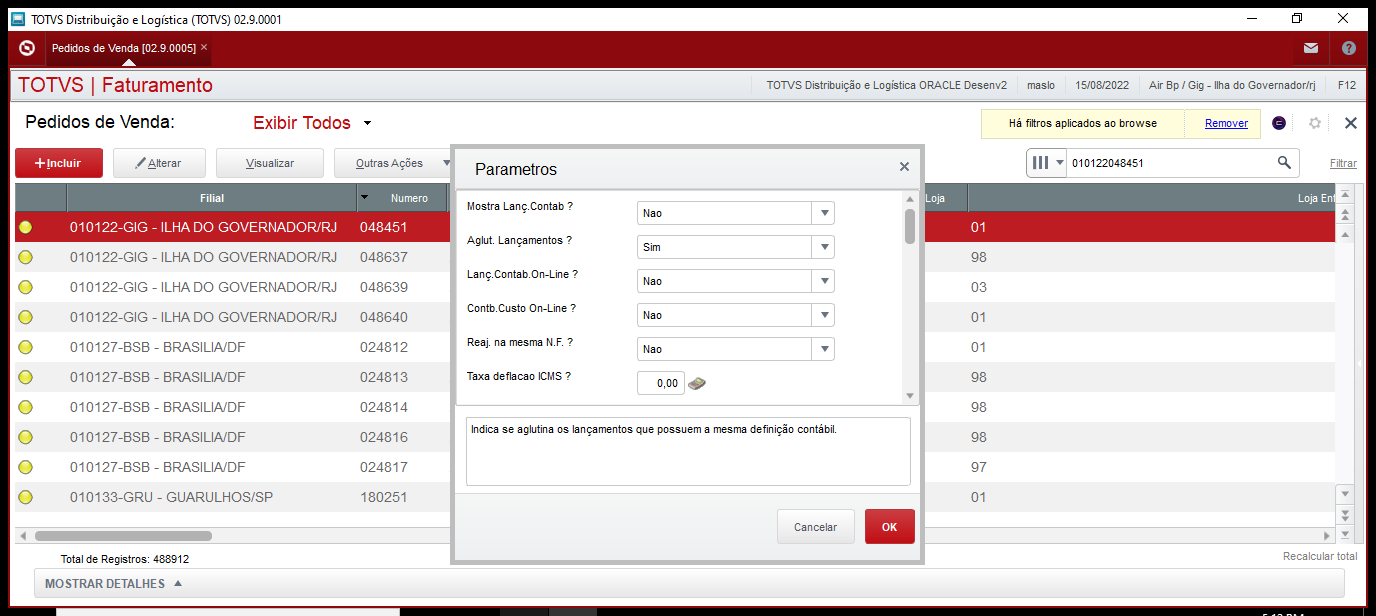 TOTVS Distribuição e Logística (TOTVS) 02.9.0001
Pedidos de Venda [02.9.0005] ×
TOTVS | Faturamento
TOTVS Distribuição e Logística ORACLE Desenv2 maslo 15/08/2022 Air Bp / Gig - Ilha do Governador/rj F12
Pedidos de Venda: Exibir Todos
Há filtros aplicados ao browse Remover
+Incluir Alterar Visualizar Outras Ações
010122048451 Filtrar
Filial Numero Loja Loja Ent
010122-GIG - ILHA DO GOVERNADOR/RJ 048451 01
010122-GIG - ILHA DO GOVERNADOR/RJ 048637 98
010122-GIG - ILHA DO GOVERNADOR/RJ 048639 03
010122-GIG - ILHA DO GOVERNADOR/RJ 048640 01
010127-BSB - BRASILIA/DF 024812 01
010127-BSB - BRASILIA/DF 024813 98
010127-BSB - BRASILIA/DF 024814 98
010127-BSB - BRASILIA/DF 024816 98
010127-BSB - BRASILIA/DF 024817 97
010133-GRU - GUARULHOS/SP 180251 01
Parametros
Mostra Lanç.Contab ? Nao
Aglut. Lançamentos ? Sim
Lanç.Contab.On-Line ? Nao
Contb.Custo On-Line ? Nao
Reaj. na mesma N.F. ? Nao
Taxa deflacao ICMS ? 0,00
Indica se aglutina os lançamentos que possuem a mesma definição contábil.
Cancelar OK
Total de Registros: 488912
Recalcular total
MOSTRAR DETALHES